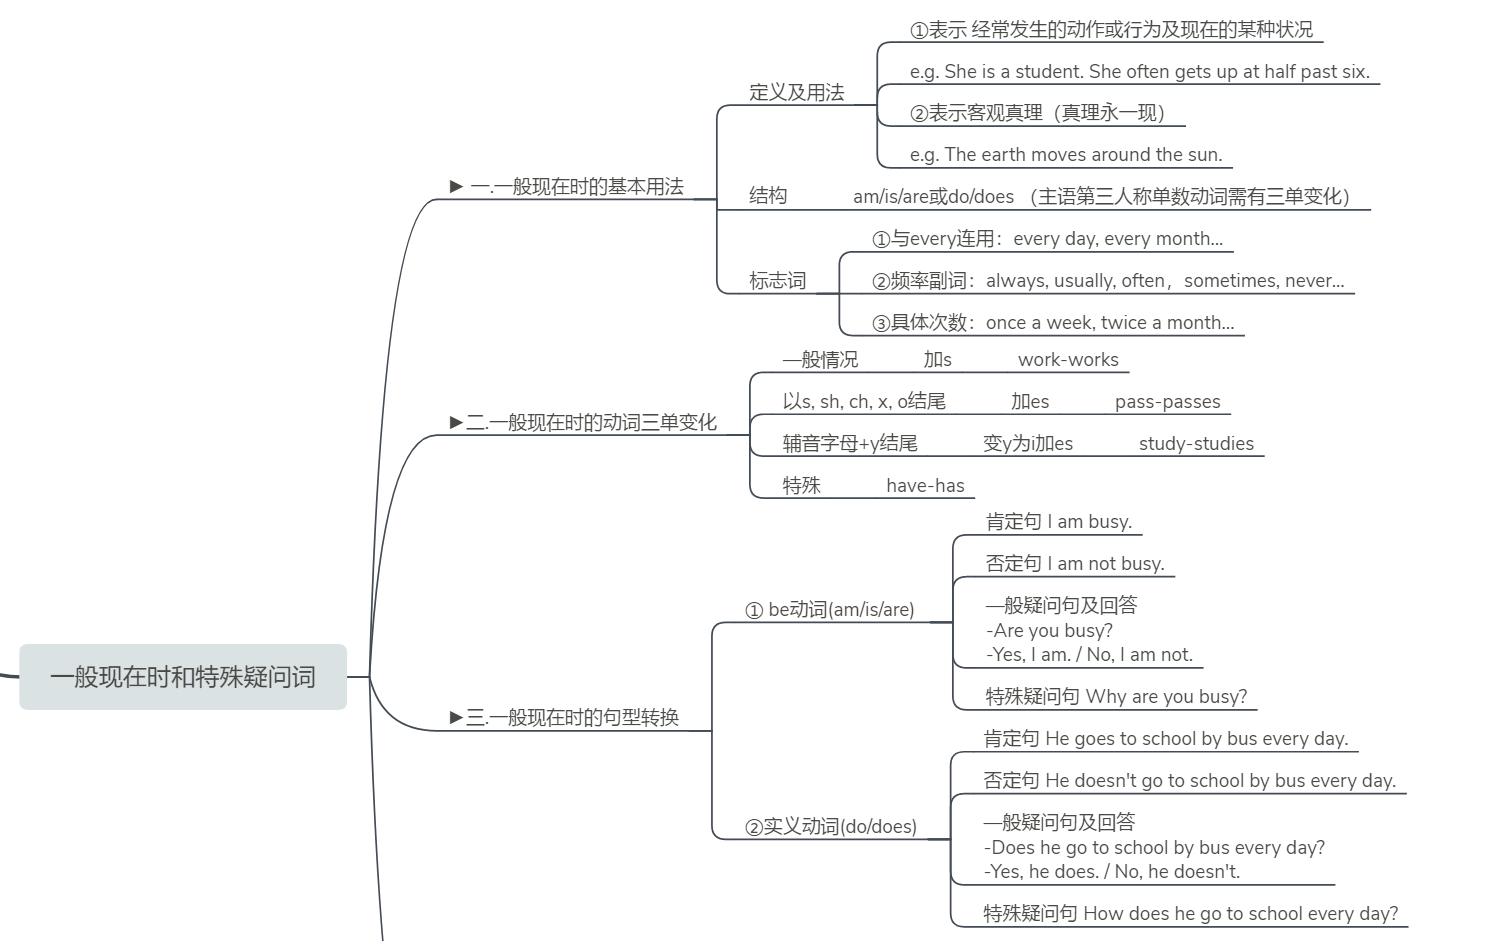 一般现在时和特殊疑问词
▶ 一.一般现在时的基本用法
定义及用法
①表示 经常发生的动作或行为及现在的某种状况
e.g. She is a student. She often gets up at half past six.
②表示客观真理（真理永一现）
e.g. The earth moves around the sun.
结构 am/is/are或do/does （主语第三人称单数动词需有三单变化）
标志词
①与every连用：every day, every month...
②频率副词：always, usually, often，sometimes, never...
③具体次数：once a week, twice a month...
▶二.一般现在时的动词三单变化
一般情况 加s work-works
以s, sh, ch, x, o结尾 加es pass-passes
辅音字母+y结尾 变y为i加es study-studies
特殊 have-has
▶三.一般现在时的句型转换
① be动词(am/is/are)
肯定句 I am busy.
否定句 I am not busy.
一般疑问句及回答
-Are you busy?
-Yes, I am. / No, I am not.
特殊疑问句 Why are you busy?
②实义动词(do/does)
肯定句 He goes to school by bus every day.
否定句 He doesn't go to school by bus every day.
一般疑问句及回答
-Does he go to school by bus every day?
-Yes, he does. / No, he doesn't.
特殊疑问句 How does he go to school every day?